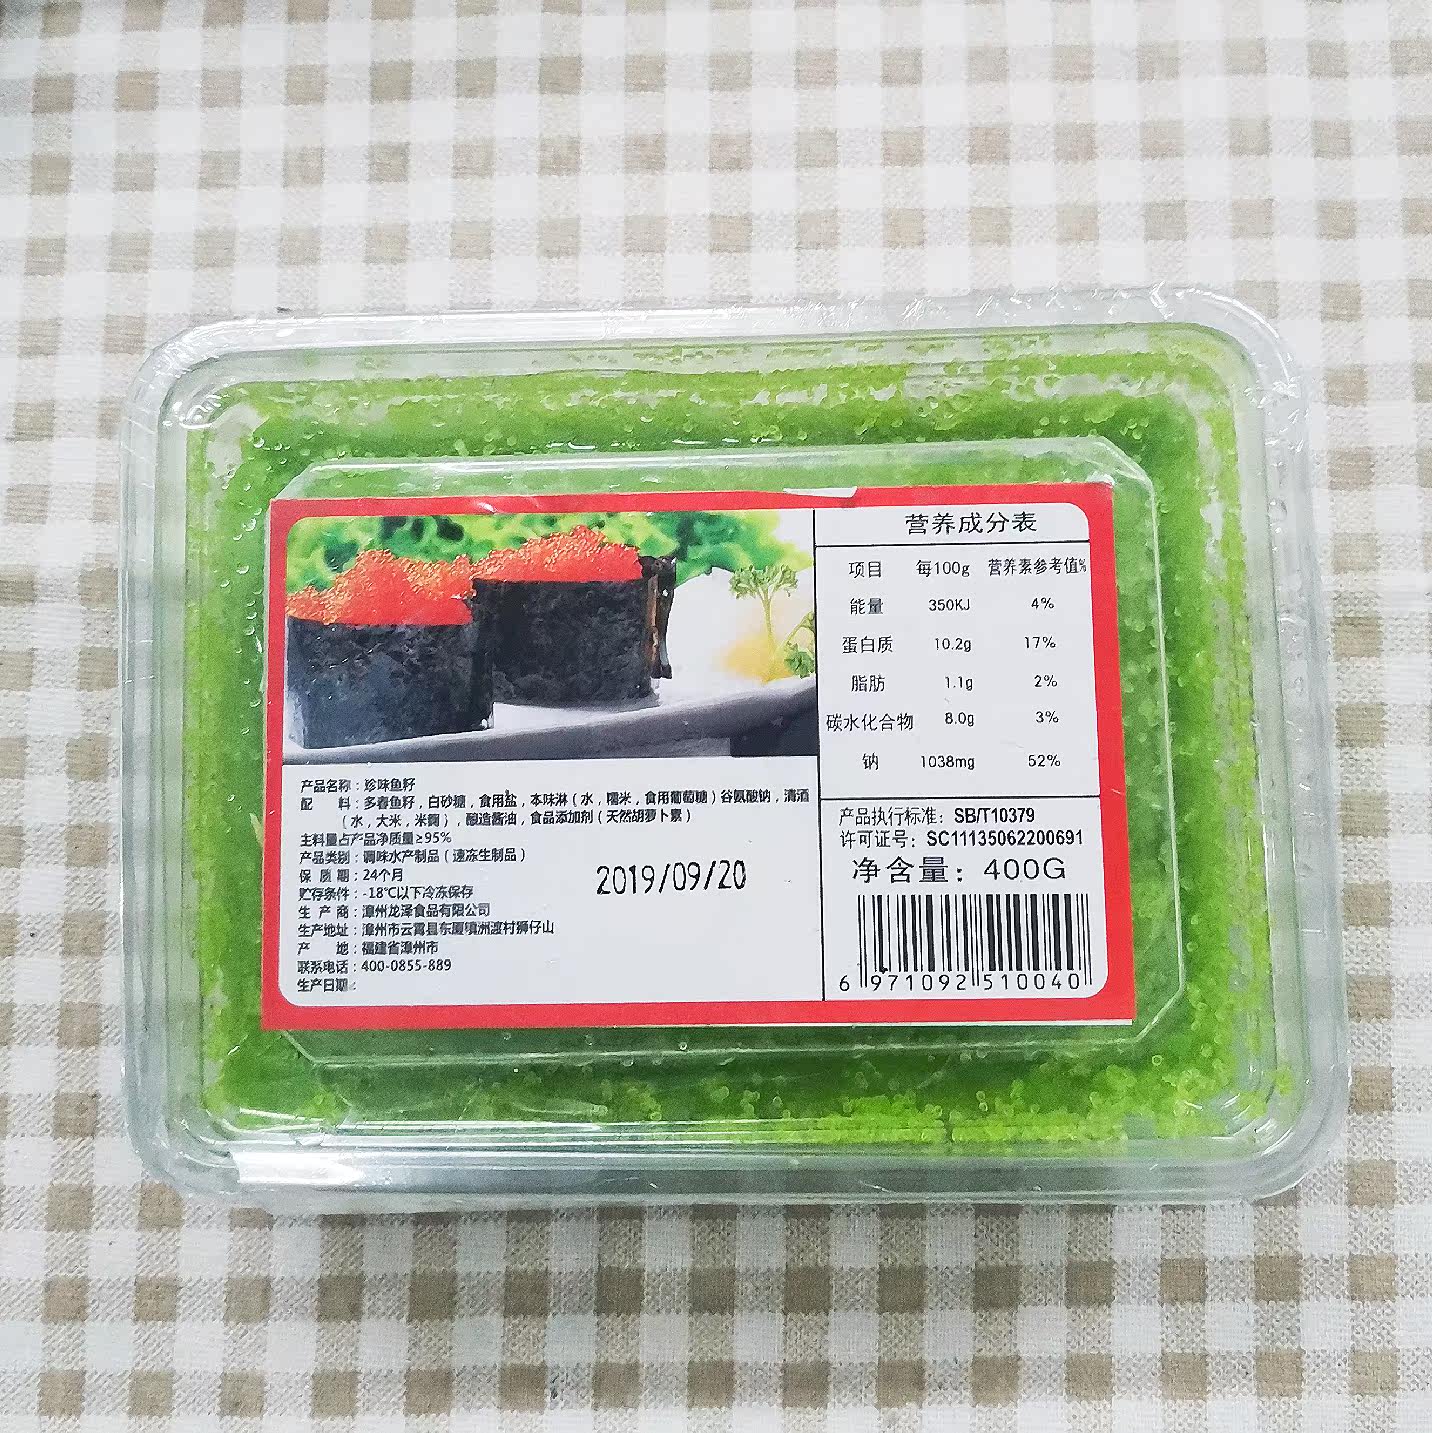 产品名称：珍味鱼籽
配 料：多春鱼籽，白砂糖，食用盐，本味淋（水，糯米，食用葡萄糖）谷氨酸钠，清酒
（水，大米，米麴），酿造酱油，食品添加剂（天然胡萝卜素）
主料量占产品净质量≥95%
产品类别：调味水产制品（速冻生制品）
保 质 期：24个月
贮存条件：-18℃以下冷冻保存
生 产 商：漳州龙泽食品有限公司
生产地址：漳州市云霄县东厦镇洲渡村狮仔山
产 地：福建省漳州市
联系电话：400-0855-889
生产日期：
2019/09/20
营养成分表
项目 每100g 营养素参考值%
能量 350KJ 4%
蛋白质 10.2g 17%
脂肪 1.1g 2%
碳水化合物 8.0g 3%
钠 1038mg 52%
产品执行标准：SB/T10379
许可证号：SC11135062200691
净含量：400G
6 971092 510040